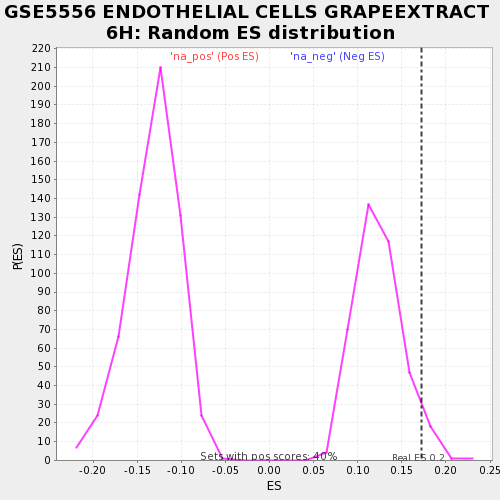 GSE5556 ENDOTHELIAL CELLS GRAPEEXTRACT
6H: Random ES distribution
'na_pos' (Pos ES) 'na_neg' (Neg ES)
220
210
200
190
180
170
160
150
140
130
120
110
100
90
80
70
60
50
40
30
20
10
0
P(ES)
Sets with pos scores: 40%
Real ES 0.2
-0.20 -0.15 -0.10 -0.05 0.00 0.05 0.10 0.15 0.20 0.25
ES